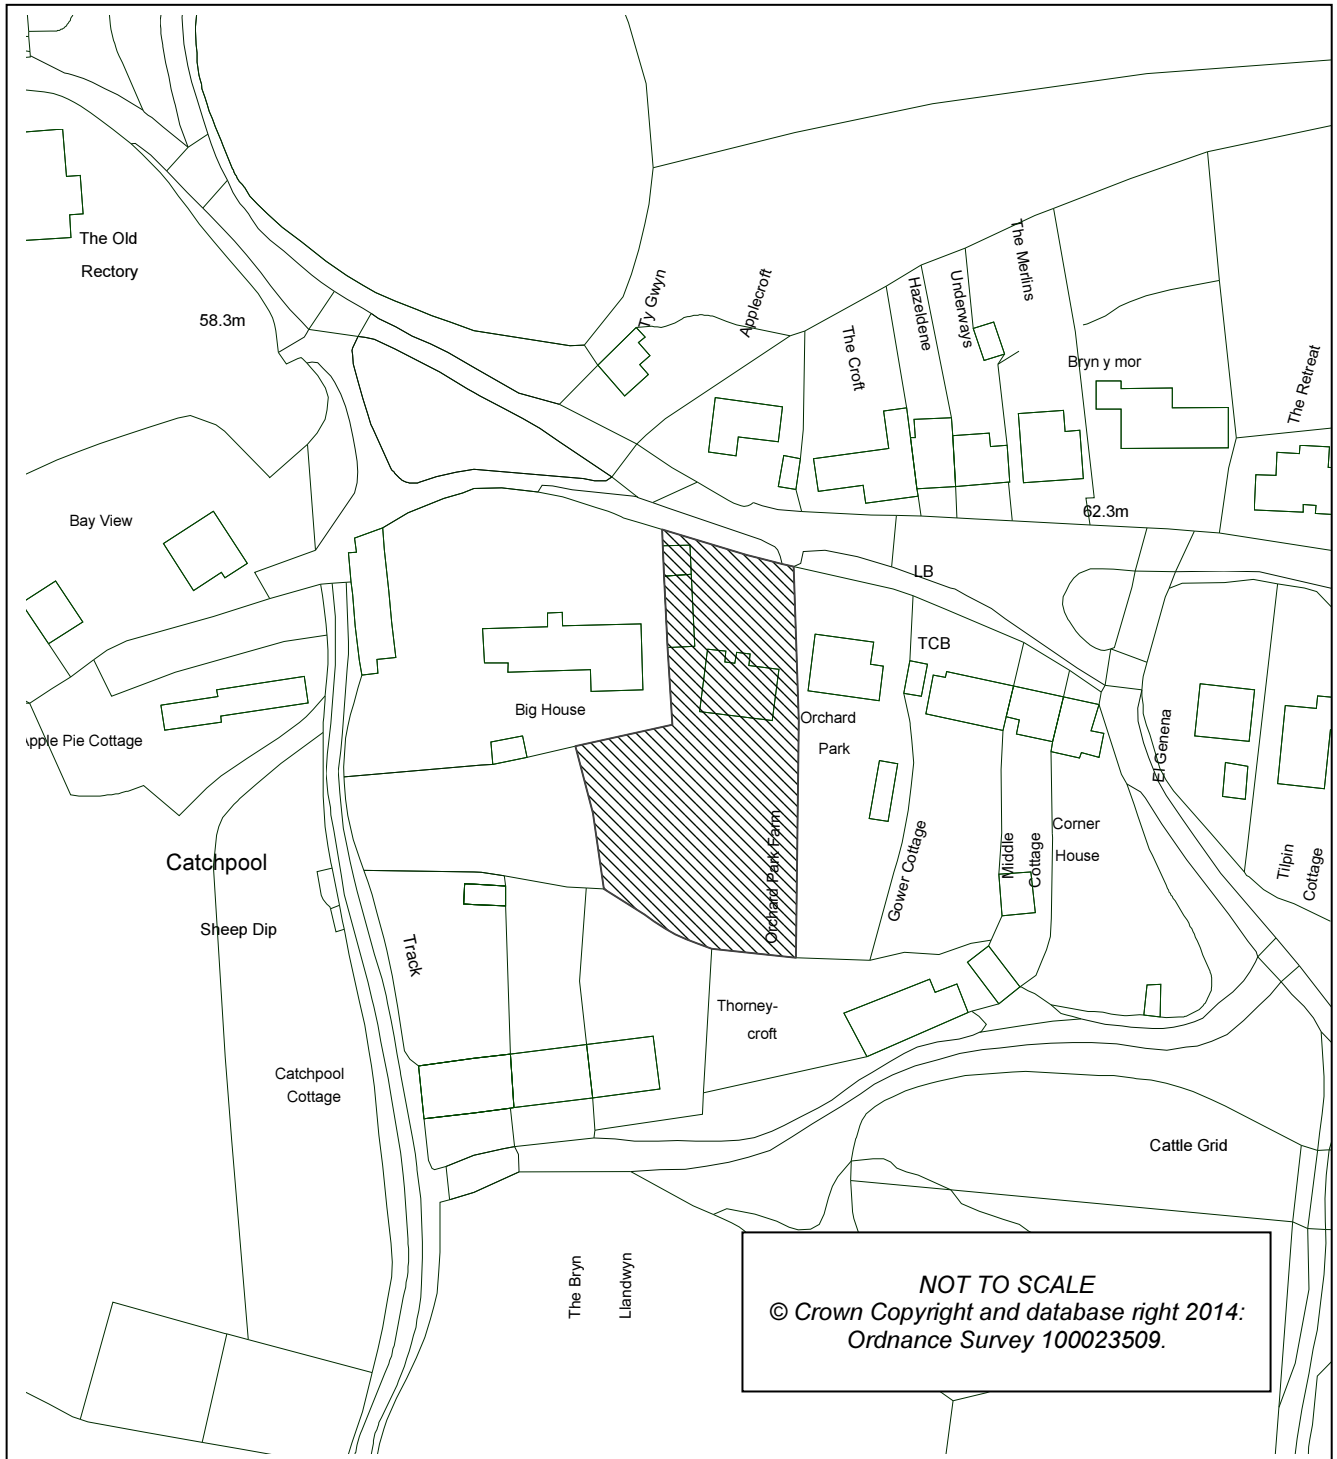 The Old
Rectory
58.3m
Ty Gwyn
Applecroft
The Croft
Hazeldene
Underways
The Merlins
Bryn y mor
The Retreat
62.3m
Bay View
LB
TCB
Big House
Orchard
Park
El Genena
Apple Pie Cottage
Orchard Park Farm
Gower Cottage
Middle
Cottage
Corner
House
Tilpin
Cottage
Catchpool
Sheep Dip
Track
Thorney-
croft
Catchpool
Cottage
Cattle Grid
The Bryn
Llandwyn
NOT TO SCALE
© Crown Copyright and database right 2014:
Ordnance Survey 100023509.